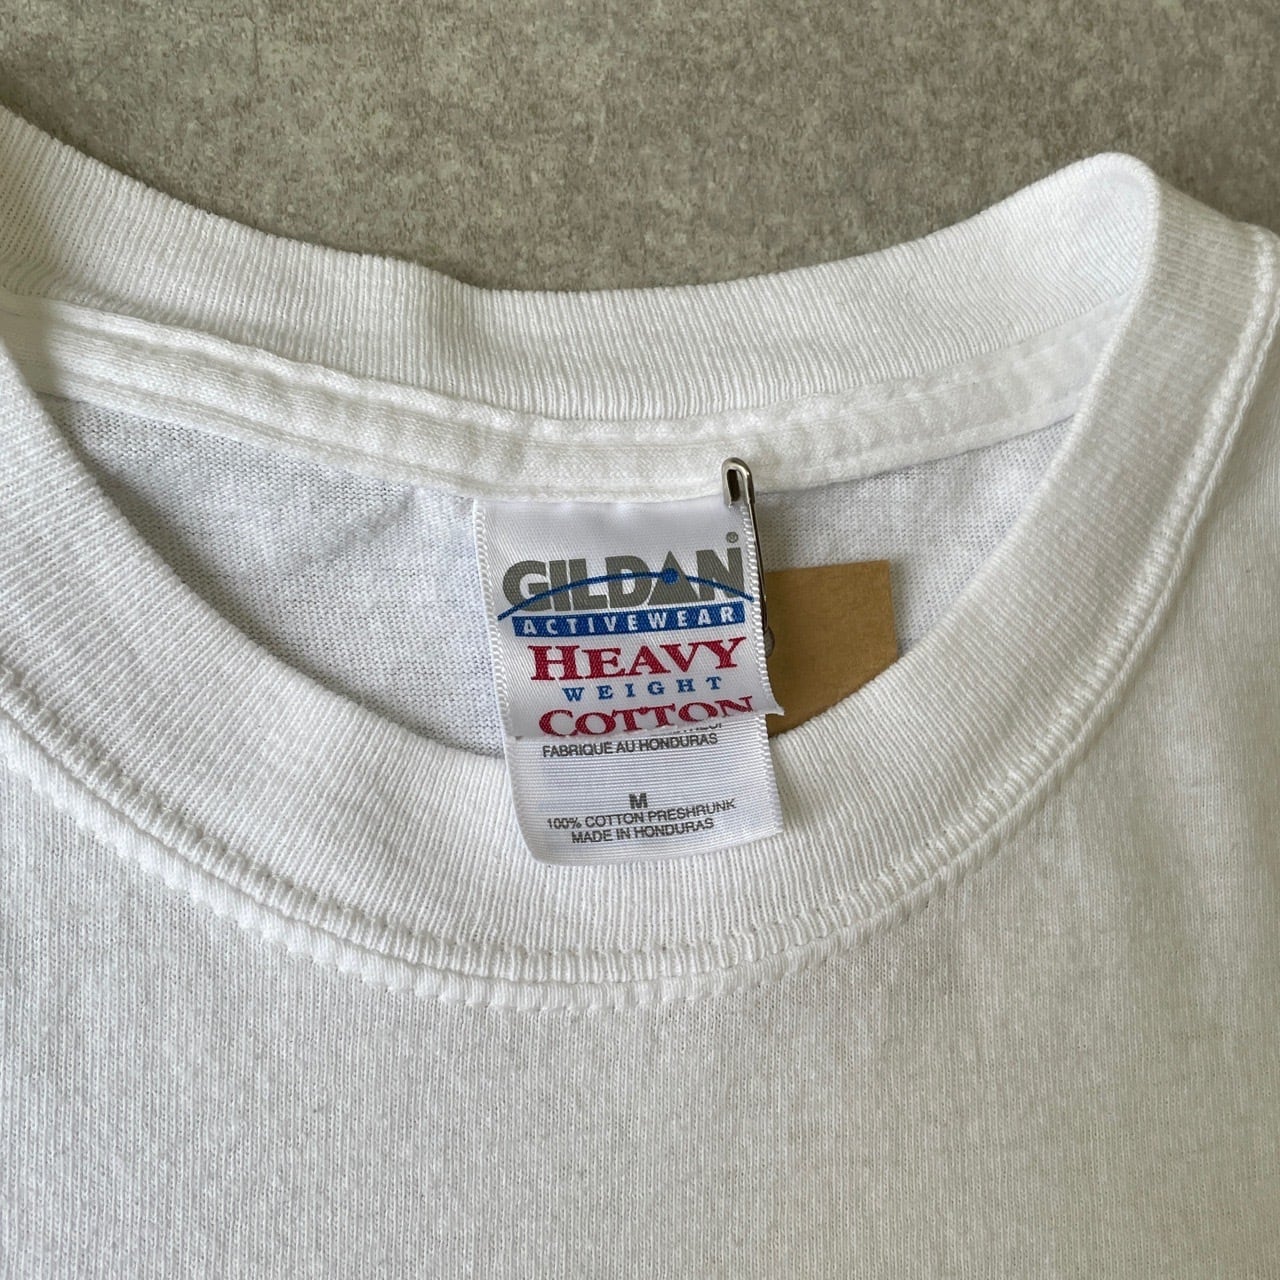 GILDAN®
ACTIVEWEAR
HEAVY
WEIGHT
COTTON
FABRIQUE AU HONDURAS
M
100% COTTON PRESHRUNK
MADE IN HONDURAS